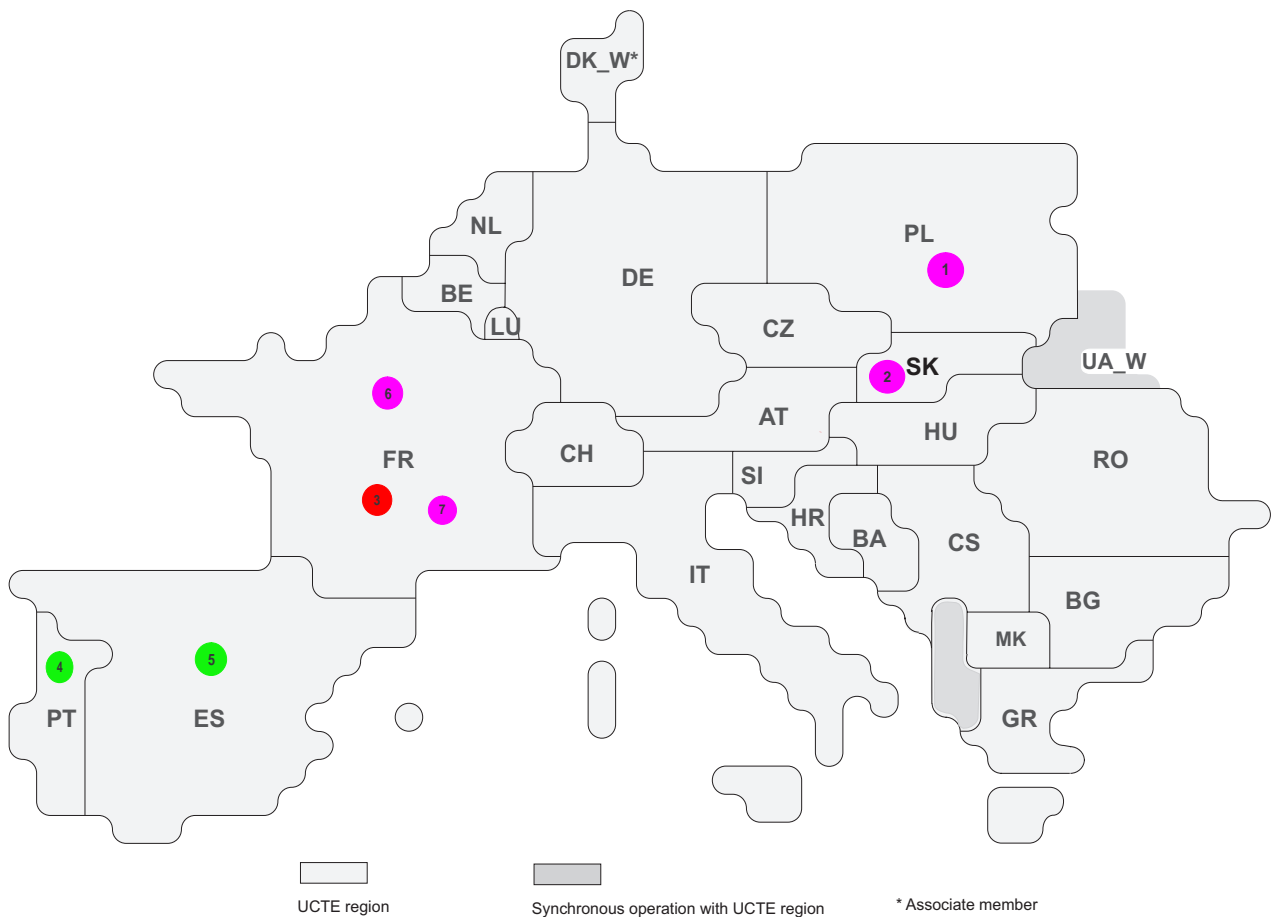 DK_W*
NL
PL
1
DE
BE
CZ
LU
UA_W
SK
2
6
AT
HU
CH
FR
RO
SI
3
7
HR
BA
CS
IT
BG
MK
4
5
PT
ES
GR
UCTE region
Synchronous operation with UCTE region
* Associate member